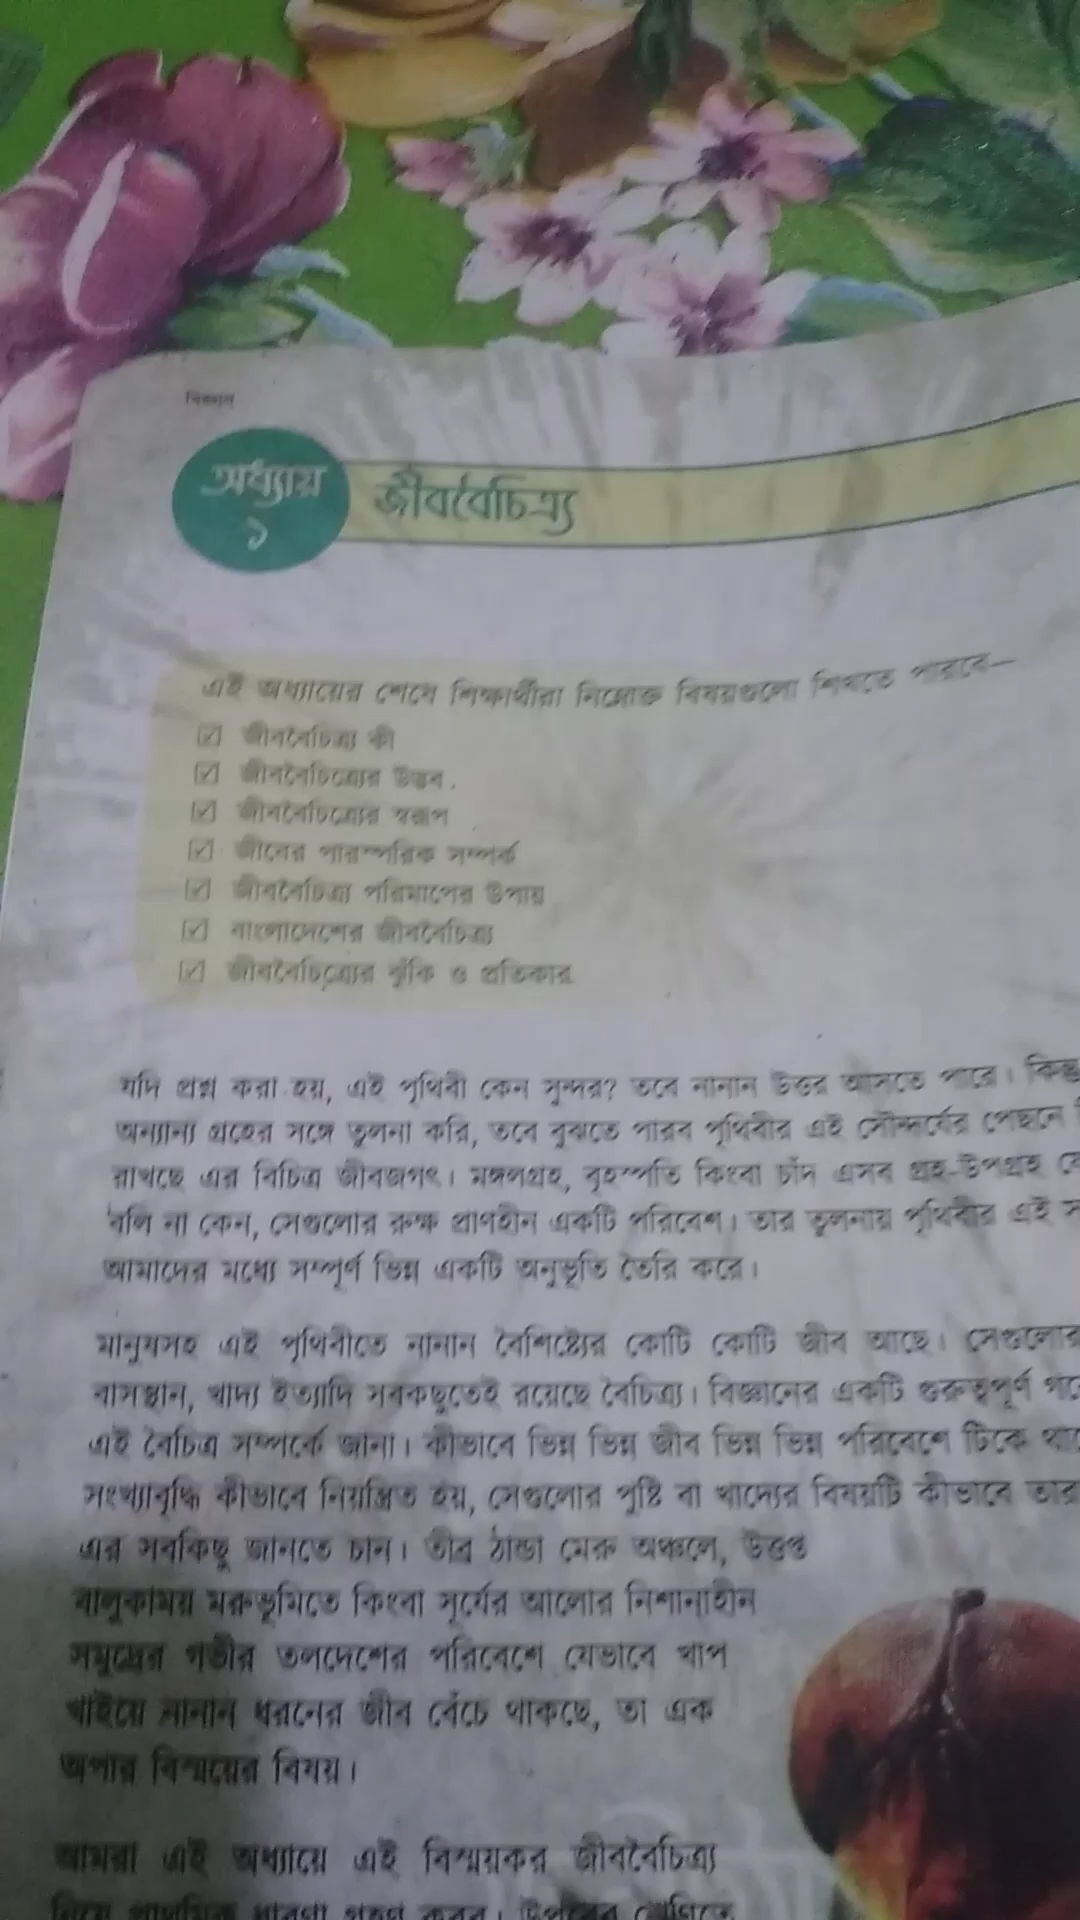 বিজ্ঞান
অধ্যায়
১
জীববৈচিত্র্য
এই অধ্যায়ের শেষে শিক্ষার্থীরা নিম্নোক্ত বিষয়গুলো শিখতে পারবে—
☑ জীববৈচিত্র্য কী
☑ জীববৈচিত্র্যের উদ্ভব
☑ জীববৈচিত্র্যের স্বরূপ
☑ জীবের পারস্পরিক সম্পর্ক
☑ জীববৈচিত্র্য পরিমাপের উপায়
☑ বাংলাদেশের জীববৈচিত্র্য
☑ জীববৈচিত্র্যের ঝুঁকি ও প্রতিকার
যদি প্রশ্ন করা হয়, এই পৃথিবী কেন সুন্দর? তবে নানান উত্তর আসতে পারে। কিন্তু
অন্যান্য গ্রহের সঙ্গে তুলনা করি, তবে বুঝতে পারব পৃথিবীর এই সৌন্দর্যের পেছনে
রাখছে এর বিচিত্র জীবজগৎ। মঙ্গলগ্রহ, বৃহস্পতি কিংবা চাঁদ এসব গ্রহ-উপগ্রহ
বলি না কেন, সেগুলোর রুক্ষ প্রাণহীন একটি পরিবেশ। তার তুলনায় পৃথিবীর এই
আমাদের মধ্যে সম্পূর্ণ ভিন্ন একটি অনুভূতি তৈরি করে।
মানুষসহ এই পৃথিবীতে নানান বৈশিষ্ট্যের কোটি কোটি জীব আছে। সেগুলোর
বাসস্থান, খাদ্য ইত্যাদি সবকছুতেই রয়েছে বৈচিত্র্য। বিজ্ঞানের একটি গুরুত্বপূর্ণ
এই বৈচিত্র সম্পর্কে জানা। কীভাবে ভিন্ন ভিন্ন জীব ভিন্ন ভিন্ন পরিবেশে টিকে
সংখ্যাবৃদ্ধি কীভাবে নিয়ন্ত্রিত হয়, সেগুলোর পুষ্টি বা খাদ্যের বিষয়টি কীভাবে
এর সবকিছু জানতে চান। তীব্র ঠান্ডা মেরু অঞ্চলে, উত্তপ্ত
বালুকাময় মরুভূমিতে কিংবা সূর্যের আলোর নিশানাহীন
সমুদ্রের গভীর তলদেশের পরিবেশে যেভাবে খাপ
খাইয়ে নানান ধরনের জীব বেঁচে থাকছে, তা এক
অপার বিস্ময়ের বিষয়।
আমরা এই অধ্যায়ে এই বিস্ময়কর জীববৈচিত্র্য